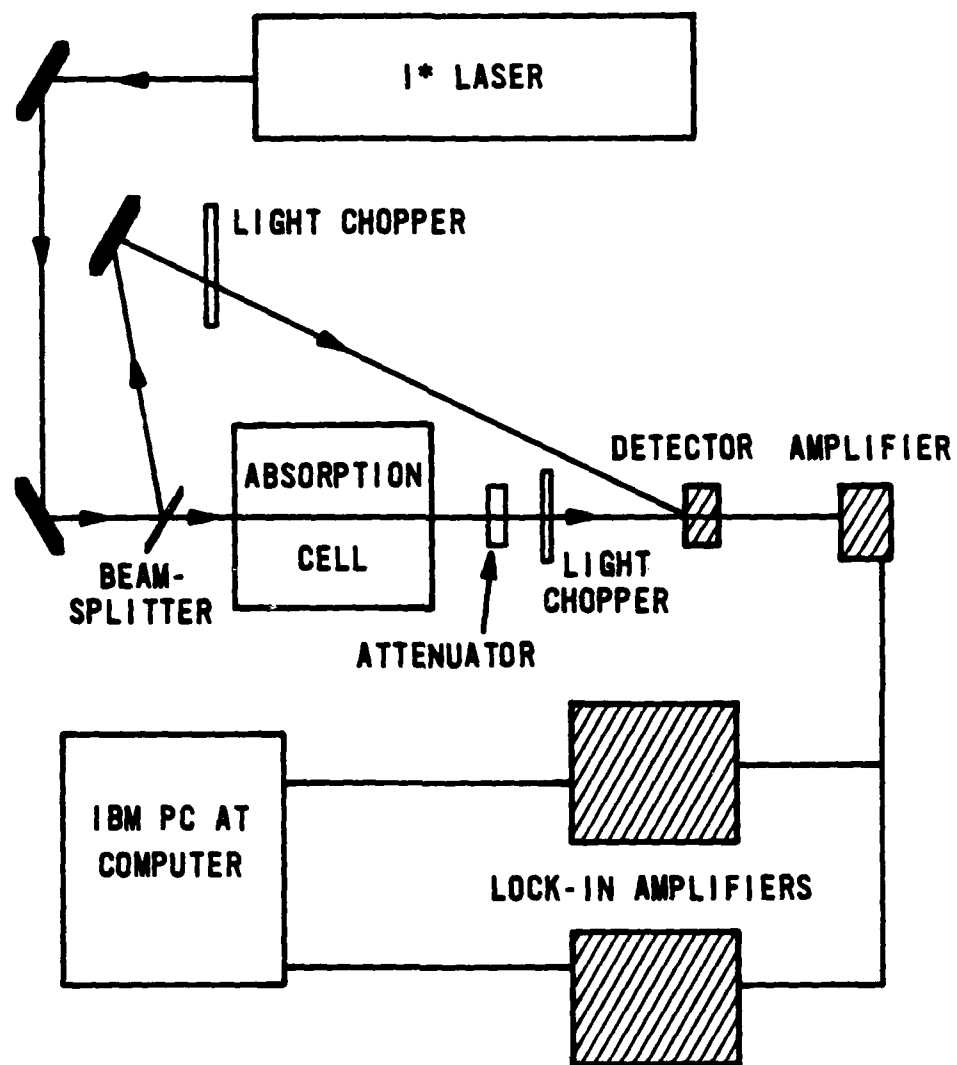 I* LASER
LIGHT CHOPPER
DETECTOR AMPLIFIER
ABSORPTION
CELL
BEAM-
SPLITTER
LIGHT
CHOPPER
ATTENUATOR
IBM PC AT
COMPUTER
LOCK-IN AMPLIFIERS